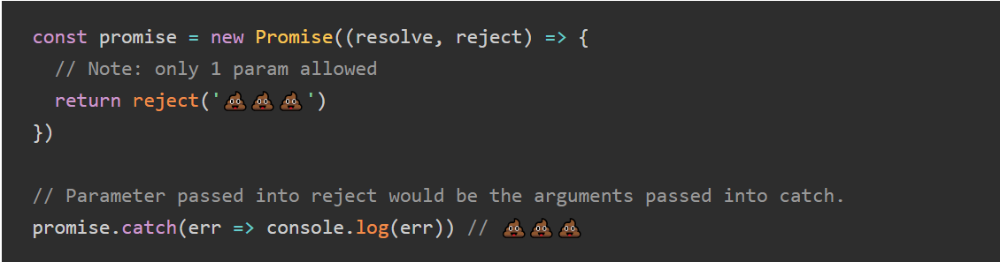 const promise = new Promise((resolve, reject) => {
  // Note: only 1 param allowed
  return reject('💩💩💩')
})

// Parameter passed into reject would be the arguments passed into catch.
promise.catch(err => console.log(err)) // 💩💩💩